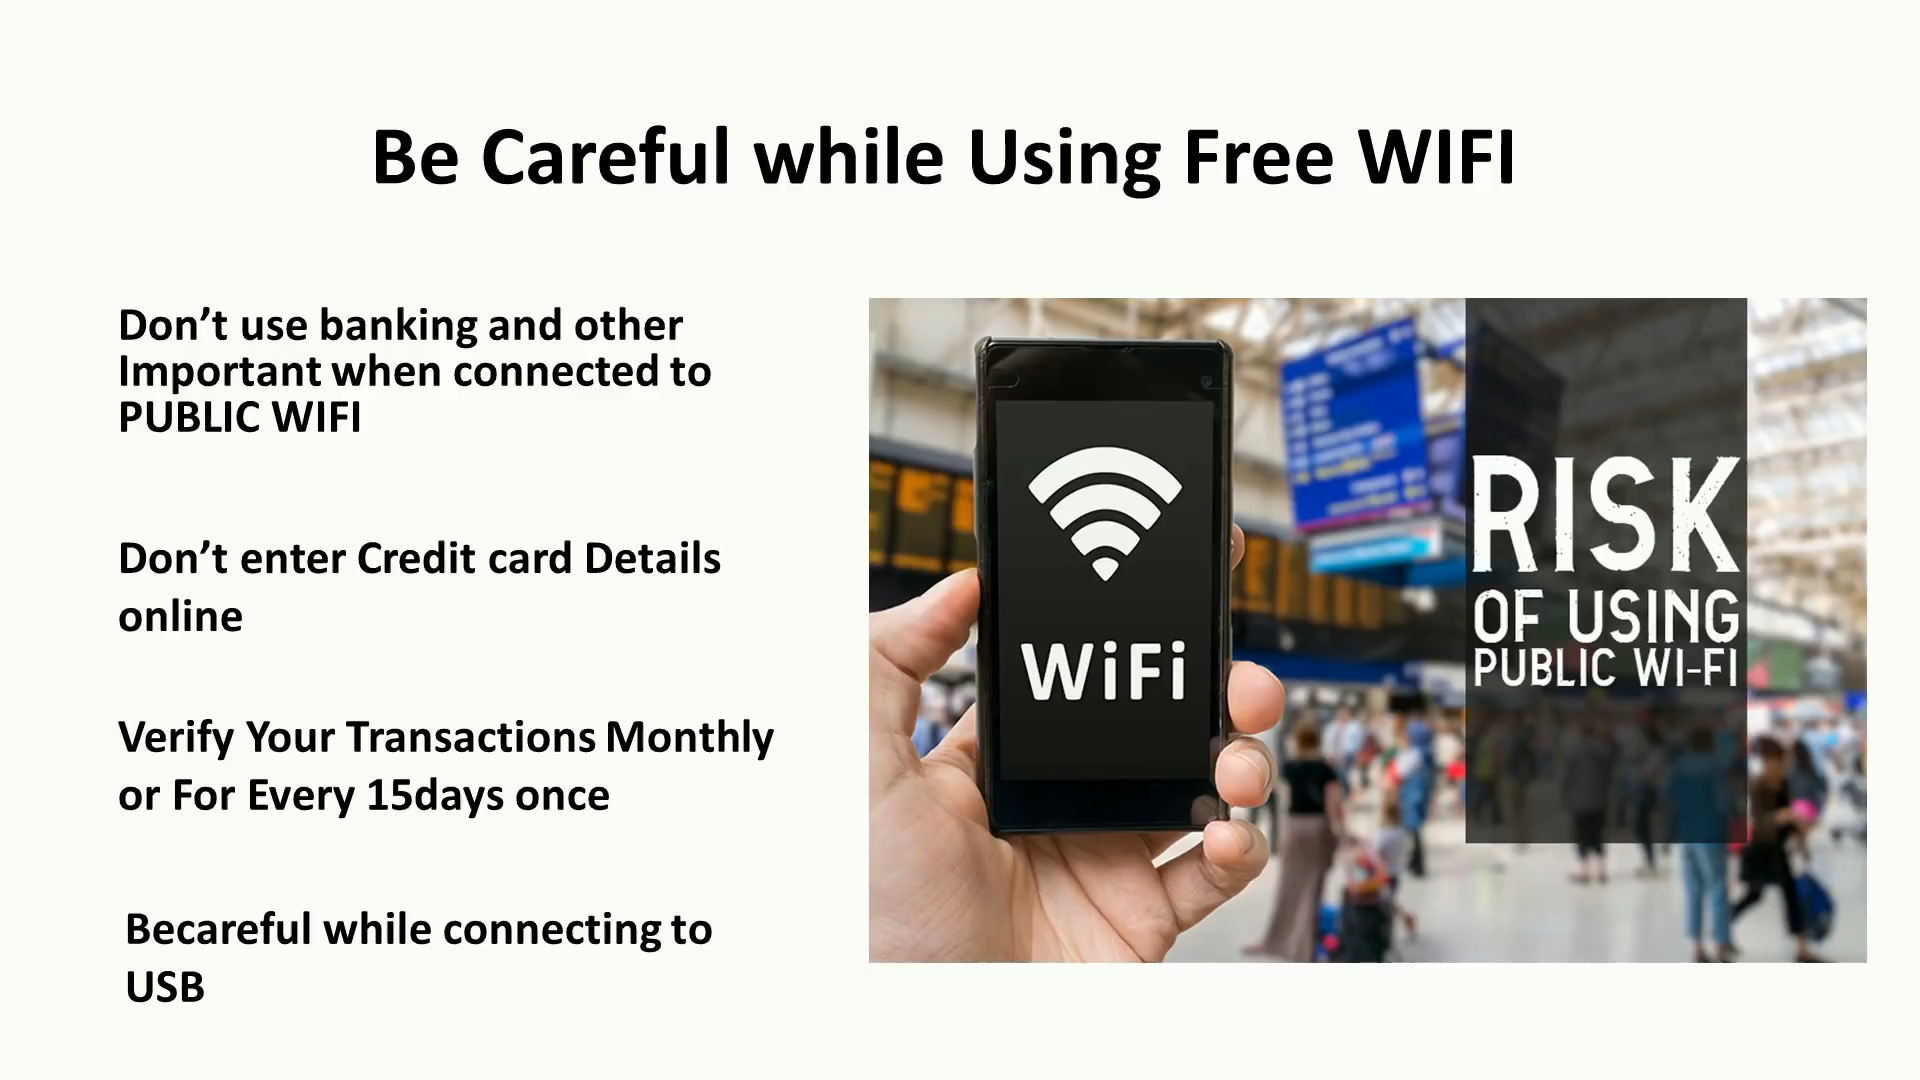 Be Careful while Using Free WIFI
Don’t use banking and other
Important when connected to
PUBLIC WIFI
Don’t enter Credit card Details
online
Verify Your Transactions Monthly
or For Every 15days once
Becareful while connecting to
USB
WiFi
RISK
OF USING
PUBLIC WI-FI